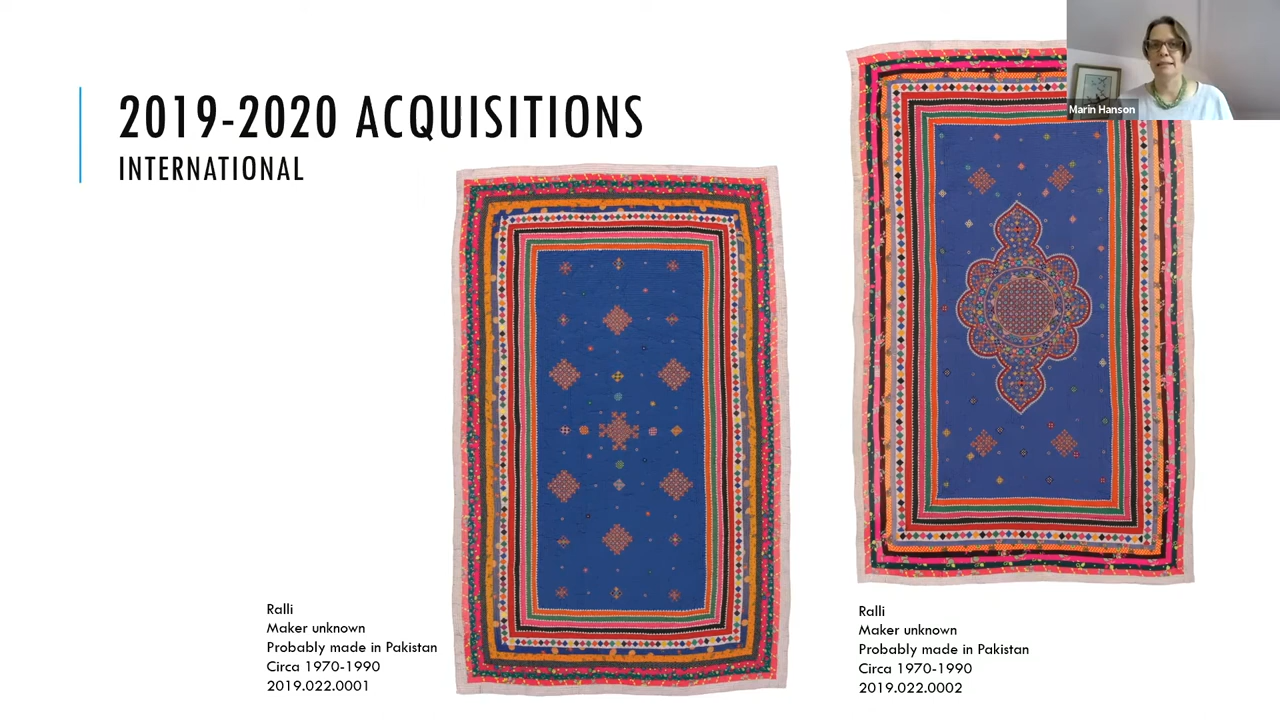 2019-2020 ACQUISITIONS
INTERNATIONAL
Marin Hanson
Ralli
Maker unknown
Probably made in Pakistan
Circa 1970-1990
2019.022.0001
Ralli
Maker unknown
Probably made in Pakistan
Circa 1970-1990
2019.022.0002